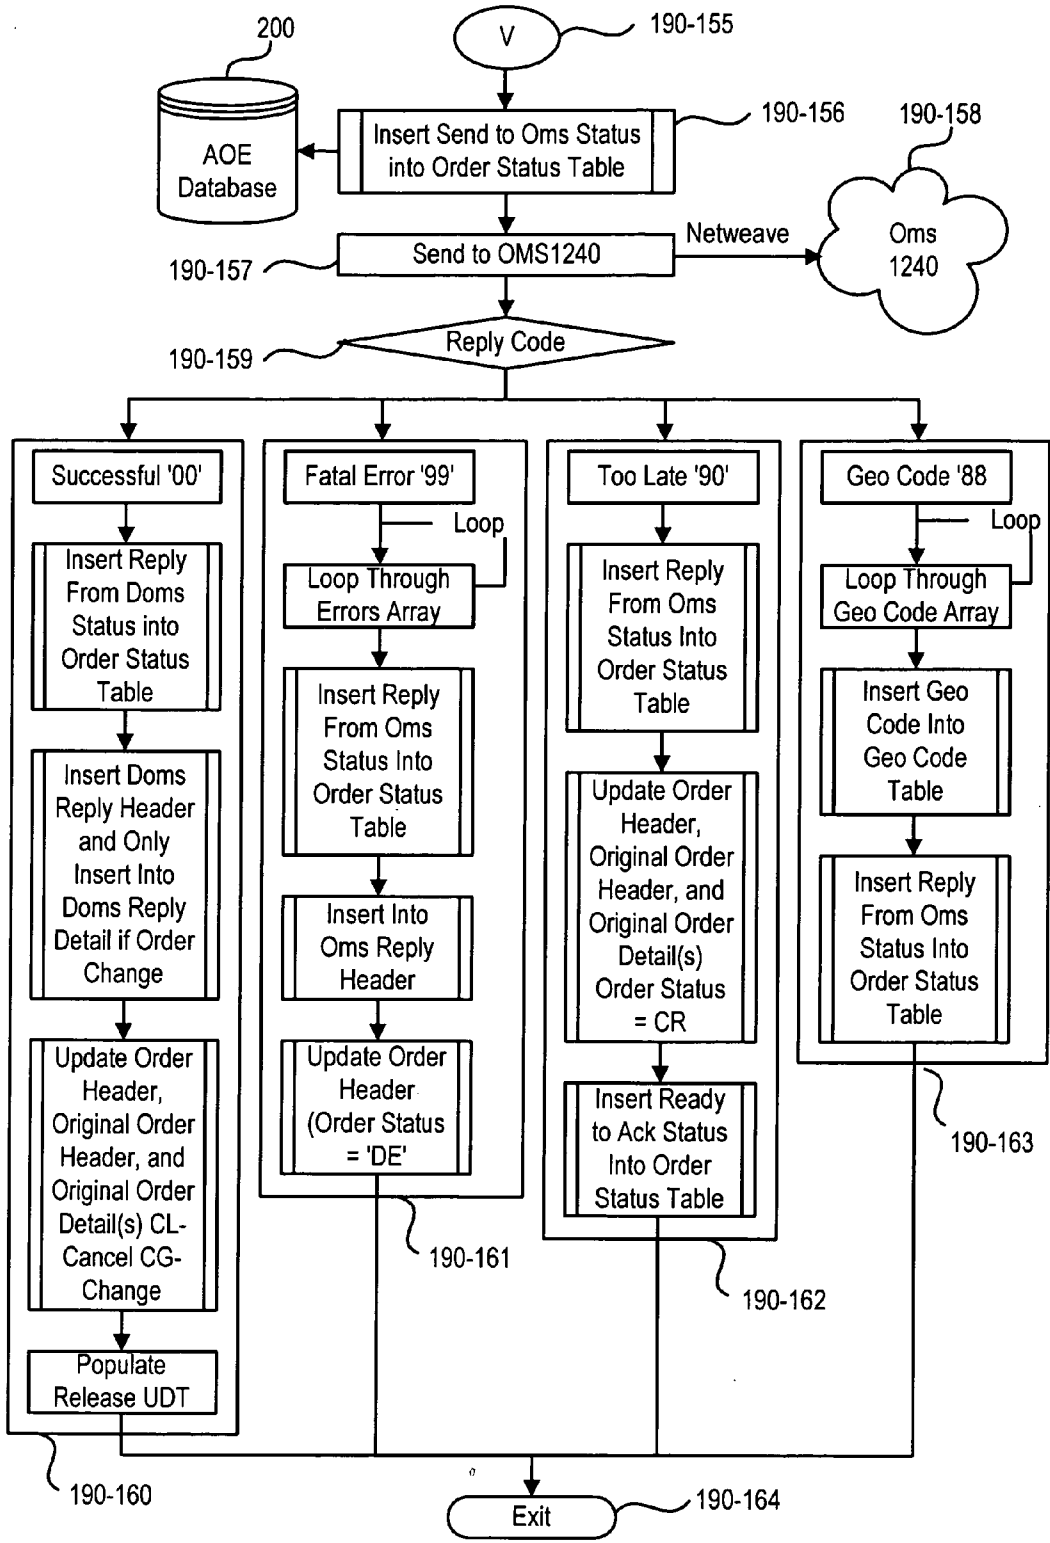 200
V
190-155
AOE
Database
Insert Send to Oms Status
into Order Status Table
190-156
190-158
190-157
Send to OMS1240
Netweave
Oms
1240
190-159
Reply Code
Successful '00'
Insert Reply
From Doms
Status into
Order Status
Table
Insert Doms
Reply Header
and Only
Insert Into
Doms Reply
Detail if Order
Change
Update Order
Header,
Original Order
Header, and
Original Order
Detail(s) CL-
Cancel CG-
Change
Populate
Release UDT
190-160
Fatal Error '99'
Loop
Loop Through
Errors Array
Insert Reply
From Oms
Status Into
Order Status
Table
Insert Into
Oms Reply
Header
Update Order
Header
(Order Status
= 'DE'
190-161
Too Late '90'
Insert Reply
From Oms
Status Into
Order Status
Table
Update Order
Header,
Original Order
Header, and
Original Order
Detail(s)
Order Status
= CR
Insert Ready
to Ack Status
Into Order
Status Table
190-162
Geo Code '88
Loop
Loop Through
Geo Code Array
Insert Geo
Code Into
Geo Code
Table
Insert Reply
From Oms
Status Into
Order Status
Table
190-163
Exit
190-164